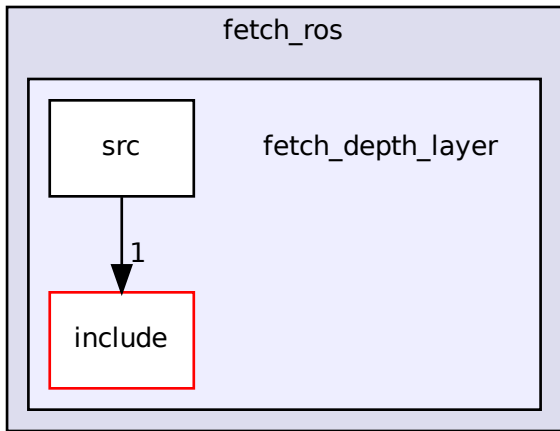 fetch_ros
src
fetch_depth_layer
1
include